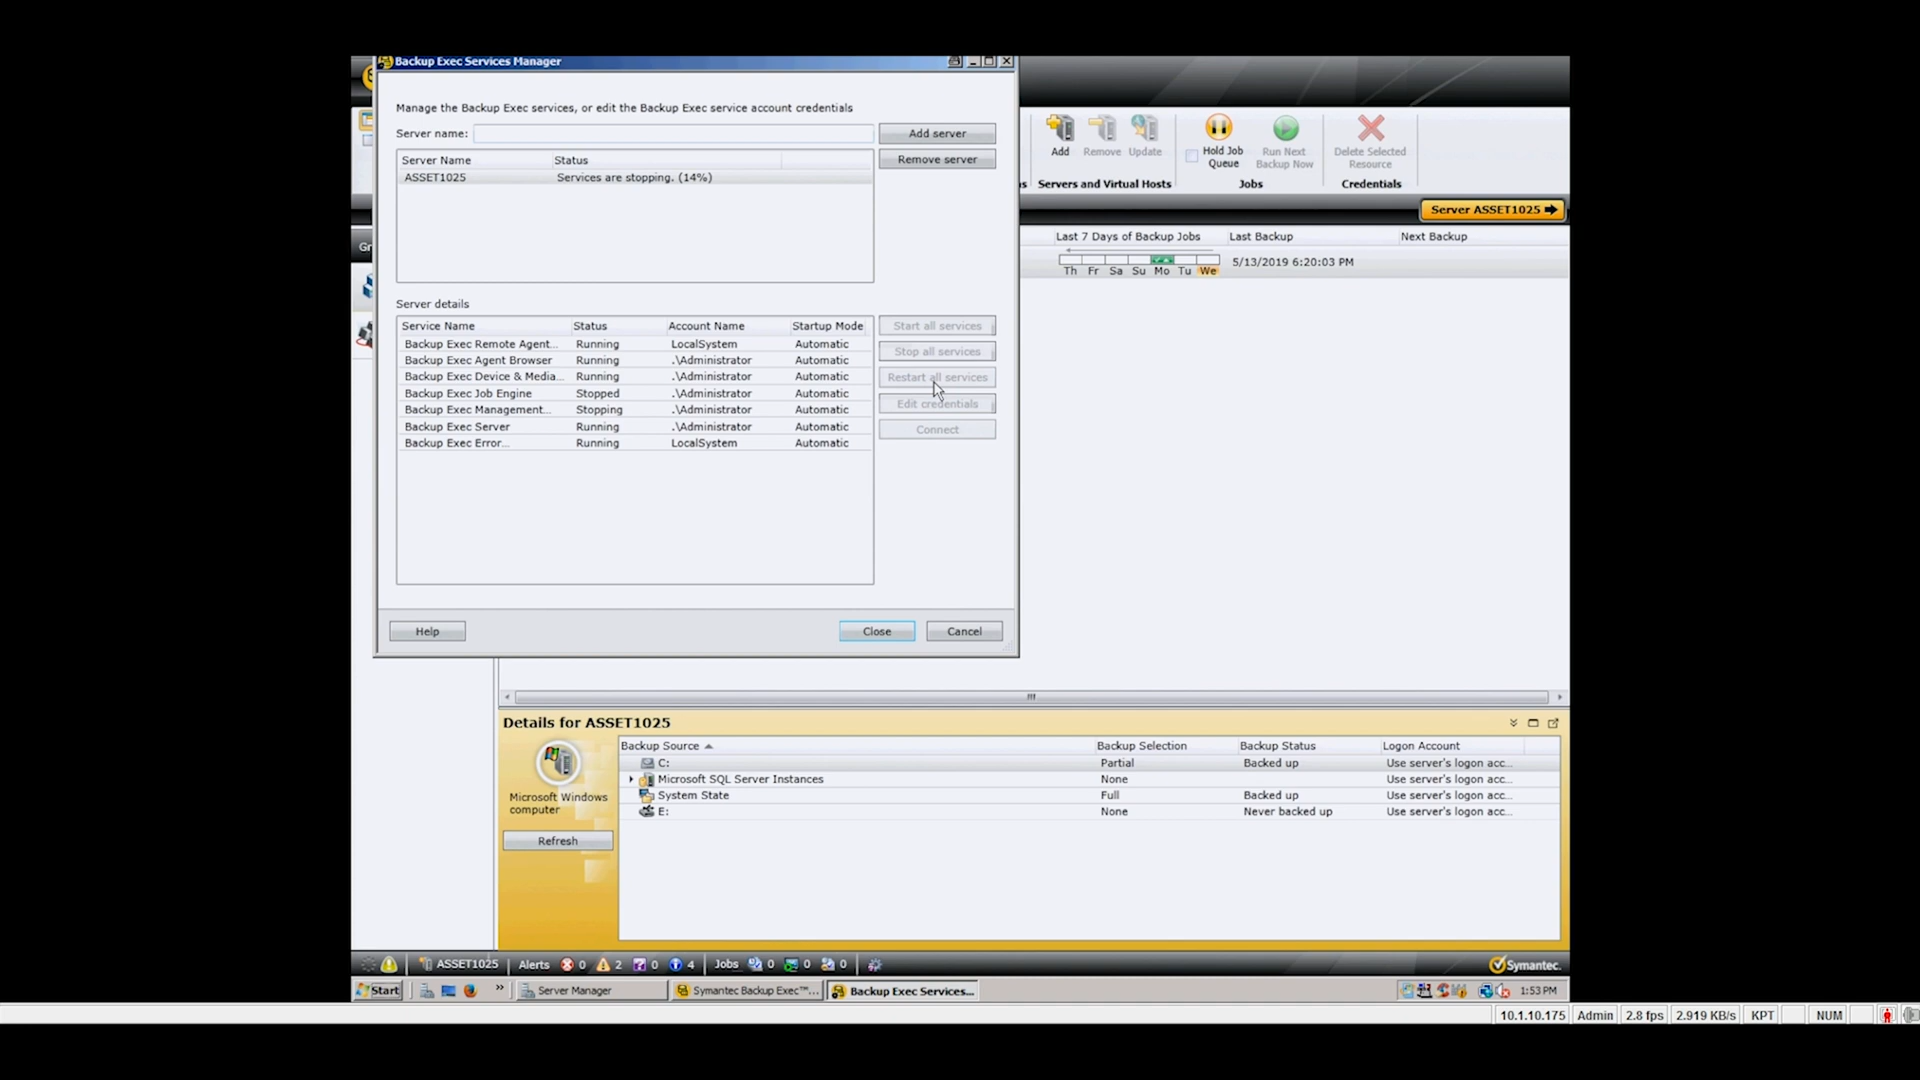 Backup Exec Services Manager
Manage the Backup Exec services, or edit the Backup Exec service account credentials
Server name:
Add server
Server Name Status
Remove server
ASSET1025 Services are stopping. (14%)
Server details
Service Name Status Account Name Startup Mode
Start all services
Backup Exec Remote Agent... Running LocalSystem Automatic
Stop all services
Backup Exec Agent Browser Running .\Administrator Automatic
Backup Exec Device & Media... Running .\Administrator Automatic
Restart all services
Backup Exec Job Engine Stopped .\Administrator Automatic
Edit credentials
Backup Exec Management... Stopping .\Administrator Automatic
Backup Exec Server Running .\Administrator Automatic
Connect
Backup Exec Error... Running LocalSystem Automatic
Help
Close
Cancel
Add
Remove
Update
Hold Job
Queue
Run Next
Backup Now
Delete Selected
Resource
s
Servers and Virtual Hosts
Jobs
Credentials
Server ASSET1025
Gr
Last 7 Days of Backup Jobs Last Backup Next Backup
Th Fr Sa Su Mo Tu We
5/13/2019 6:20:03 PM
Details for ASSET1025
Microsoft Windows
computer
Refresh
Backup Source Backup Selection Backup Status Logon Account
C: Partial Backed up Use server's logon acc...
Microsoft SQL Server Instances None Use server's logon acc...
System State Full Backed up Use server's logon acc...
E: None Never backed up Use server's logon acc...
ASSET1025 Alerts 0 2 0 4 Jobs 0 0 0
Symantec.
Start » Server Manager Symantec Backup Exec™... Backup Exec Services... 1:53 PM
10.1.10.175 Admin 2.8 fps 2.919 KB/s KPT NUM